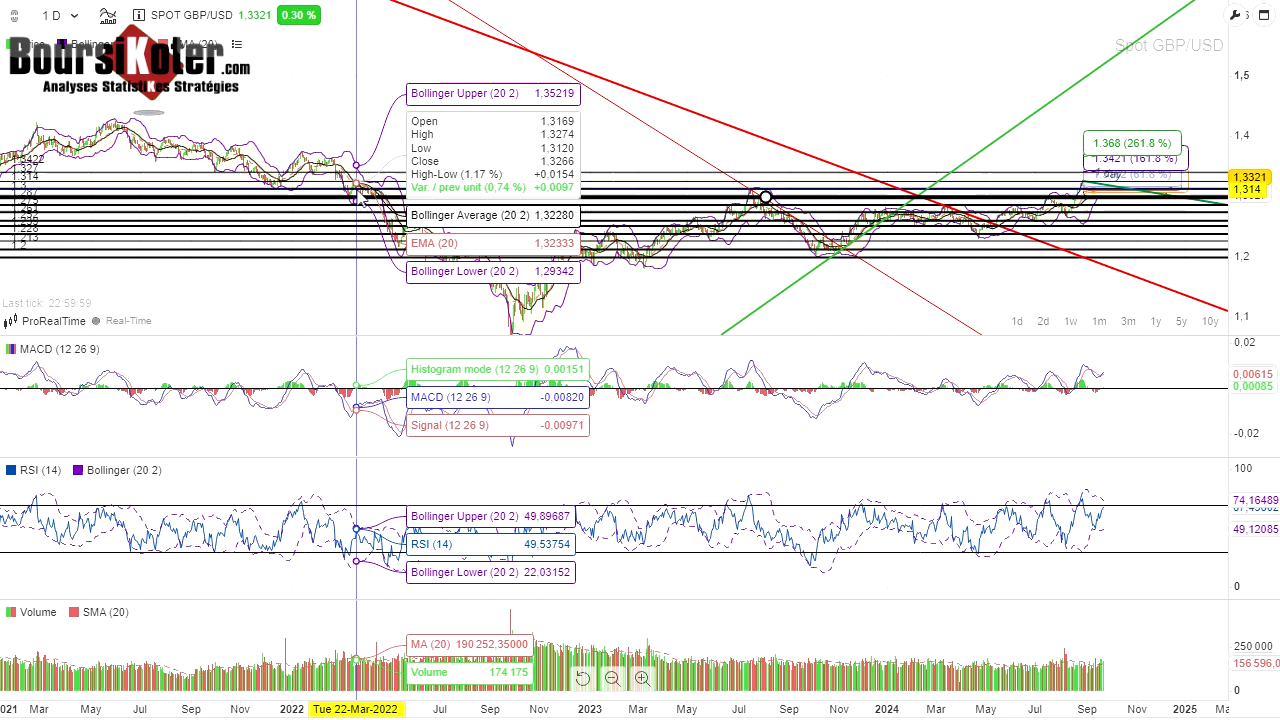 1 D
SPOT GBP/USD 1,3321 0.30 %
BoursiKoter.com
Analyses StatistiKes Stratégies
Spot GBP/USD
Bollinger Upper (20 2) 1,35219
Open 1.3169
High 1,3274
Low 1,3120
Close 1.3266
High-Low (1,17 %) +0.0154
Var. / prev unit (0,74 %) +0.0097
Bollinger Average (20 2) 1,32280
EMA (20) 1,32333
Bollinger Lower (20 2) 1,29342
1.368 (261.8 %)
1.3421 (161.8 %)
1,5
1,4
1,3321
1,314
1,2
1,1
1,3422
1.314
1.213
1.2
Last tick: 22:59:59
ProRealTime Real-Time
1d 2d 1w 1m 3m 1y 5y 10y
MACD (12 26 9)
Histogram mode (12 26 9) 0,00151
MACD (12 26 9) -0.00820
Signal (12 26 9) -0.00971
0,02
0,00615
0,00085
-0,02
RSI (14) Bollinger (20 2)
Bollinger Upper (20 2) 49,89687
RSI (14) 49,53754
Bollinger Lower (20 2) 22,03152
100
74,16489
49,12085
0
Volume SMA (20)
MA (20) 190 252,35000
Volume 174 175
250 000
156 596,0
0
2021 Mar May Jul Sep Nov 2022 Tue 22-Mar-2022 Jul Sep Nov 2023 Mar May Jul Sep Nov 2024 Mar May Jul Sep Nov 2025